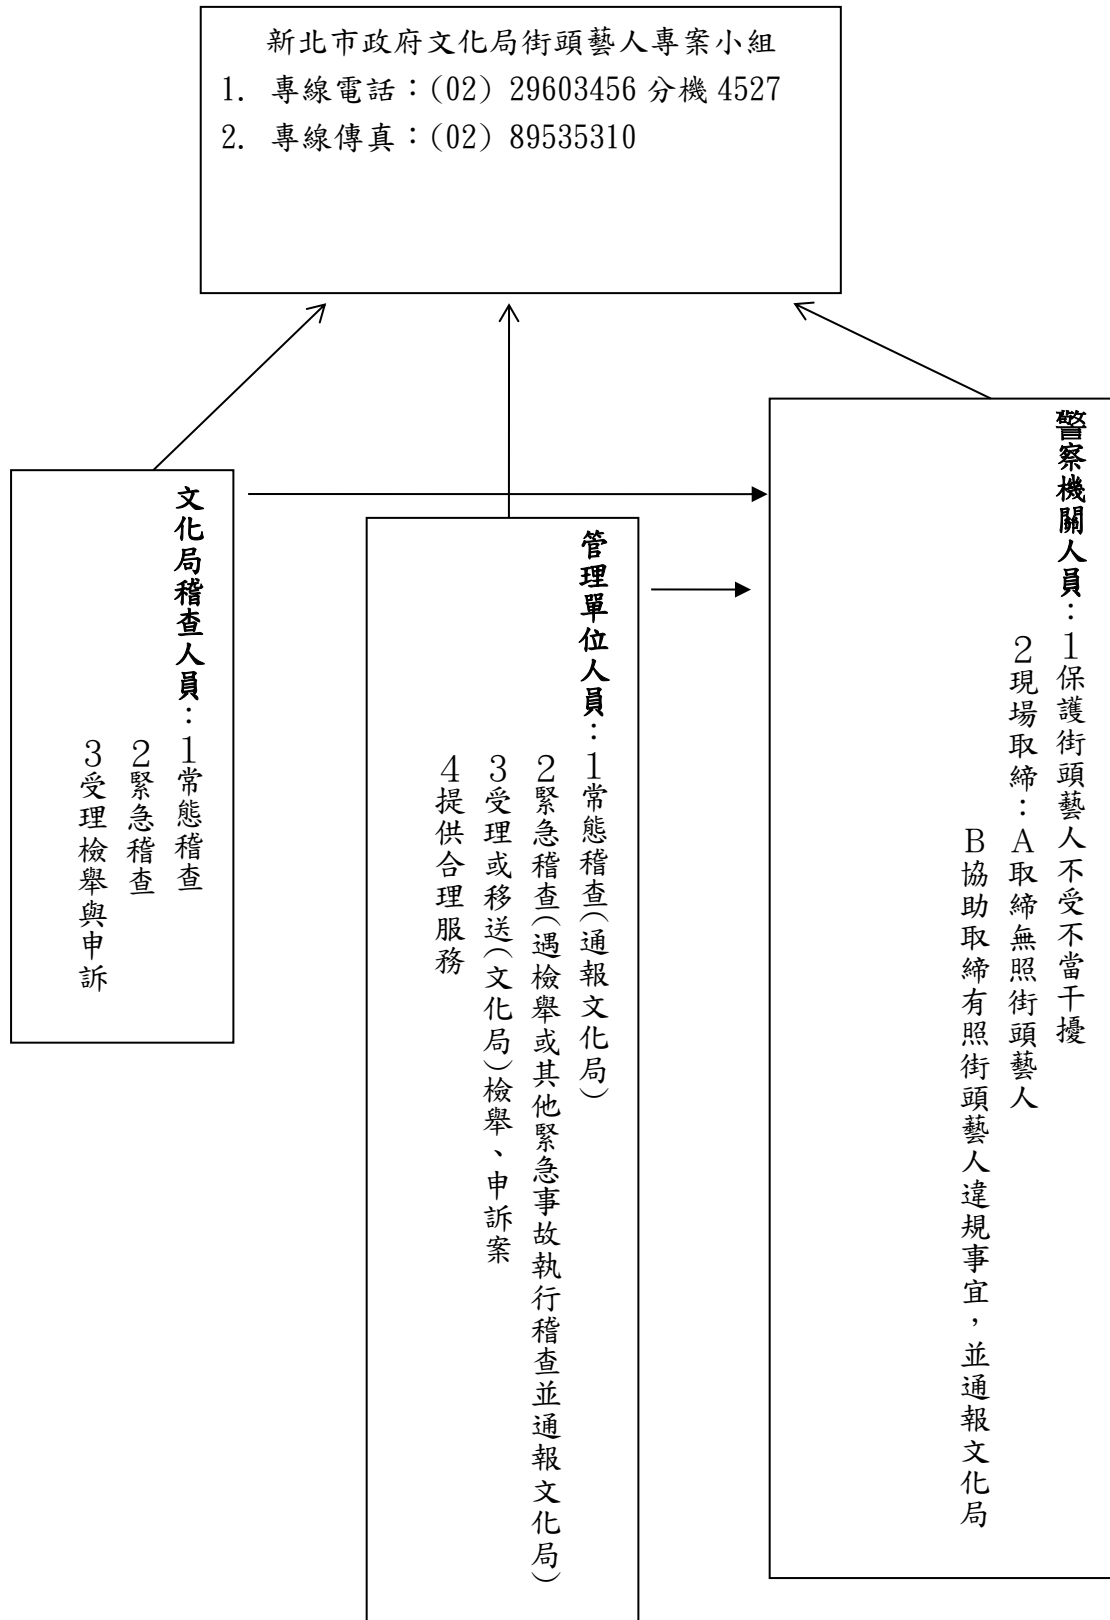 新北市政府文化局街頭藝人專案小組
1. 專線電話：(02) 29603456 分機 4527
2. 專線傳真：(02) 89535310
文化局稽查人員：1常態稽查
2緊急稽查
3受理檢舉與申訴
管理單位人員：1常態稽查(通報文化局)
2緊急稽查(遇檢舉或其他緊急事故執行稽查並通報文化局)
3受理或移送(文化局)檢舉、申訴案
4提供合理服務
警察機關人員：1保護街頭藝人不受不當干擾
2現場取締：A取締無照街頭藝人
B協助取締有照街頭藝人違規事宜，並通報文化局